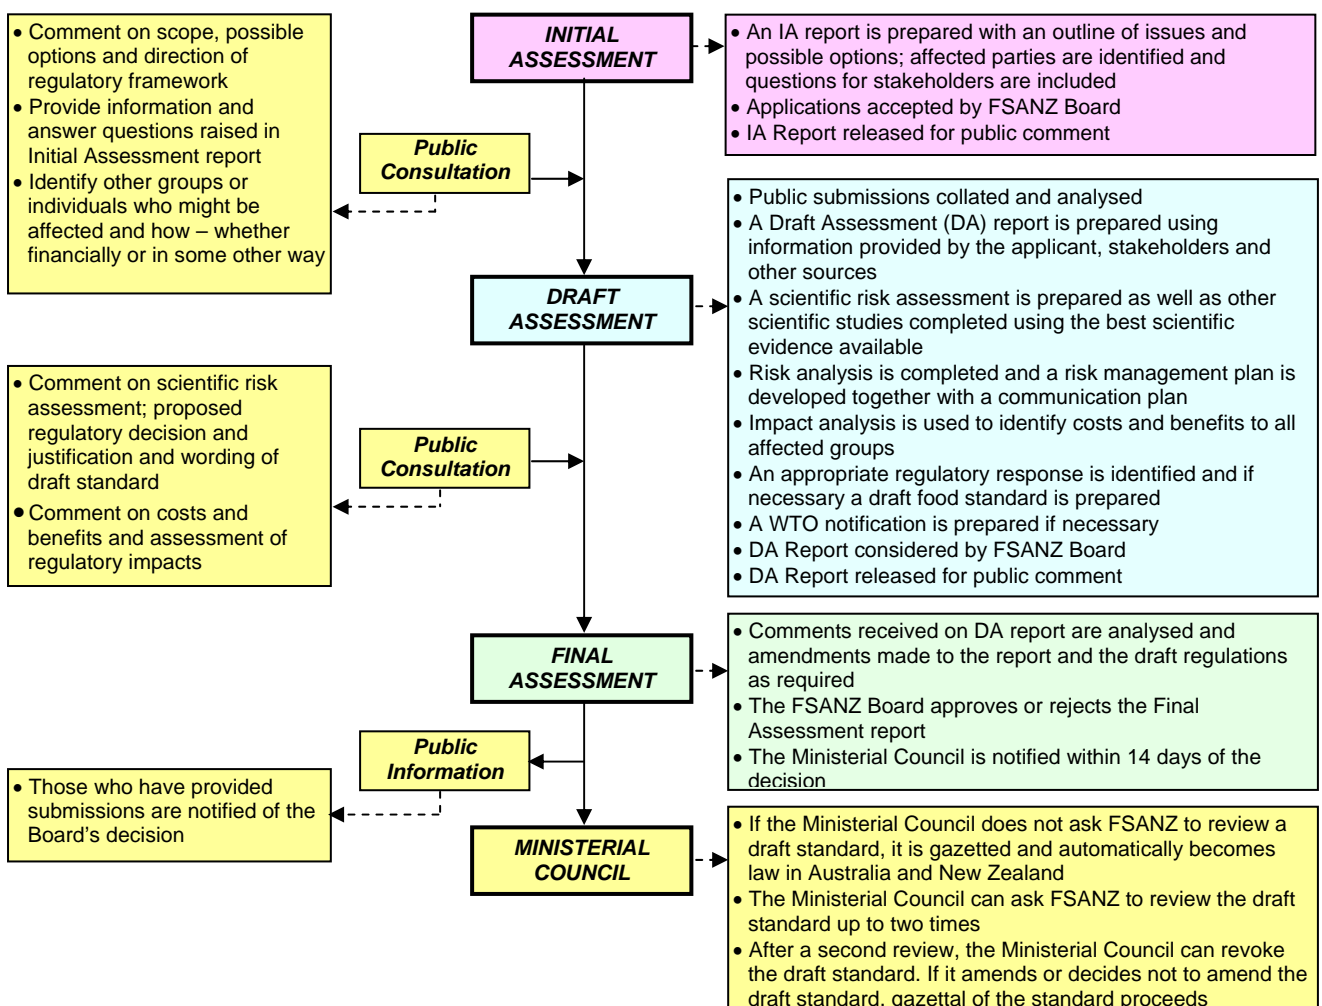 • Comment on scope, possible
options and direction of
regulatory framework
• Provide information and
answer questions raised in
Initial Assessment report
• Identify other groups or
individuals who might be
affected and how – whether
financially or in some other way
INITIAL
ASSESSMENT
• An IA report is prepared with an outline of issues and
possible options; affected parties are identified and
questions for stakeholders are included
• Applications accepted by FSANZ Board
• IA Report released for public comment
Public
Consultation
DRAFT
ASSESSMENT
• Public submissions collated and analysed
• A Draft Assessment (DA) report is prepared using
information provided by the applicant, stakeholders and
other sources
• A scientific risk assessment is prepared as well as other
scientific studies completed using the best scientific
evidence available
• Risk analysis is completed and a risk management plan is
developed together with a communication plan
• Impact analysis is used to identify costs and benefits to all
affected groups
• An appropriate regulatory response is identified and if
necessary a draft food standard is prepared
• A WTO notification is prepared if necessary
• DA Report considered by FSANZ Board
• DA Report released for public comment
• Comment on scientific risk
assessment; proposed
regulatory decision and
justification and wording of
draft standard
• Comment on costs and
benefits and assessment of
regulatory impacts
Public
Consultation
FINAL
ASSESSMENT
• Comments received on DA report are analysed and
amendments made to the report and the draft regulations
as required
• The FSANZ Board approves or rejects the Final
Assessment report
• The Ministerial Council is notified within 14 days of the
decision
Public
Information
• Those who have provided
submissions are notified of the
Board's decision
MINISTERIAL
COUNCIL
• If the Ministerial Council does not ask FSANZ to review a
draft standard, it is gazetted and automatically becomes
law in Australia and New Zealand
• The Ministerial Council can ask FSANZ to review the draft
standard up to two times
• After a second review, the Ministerial Council can revoke
the draft standard. If it amends or decides not to amend the
draft standard, gazettal of the standard proceeds